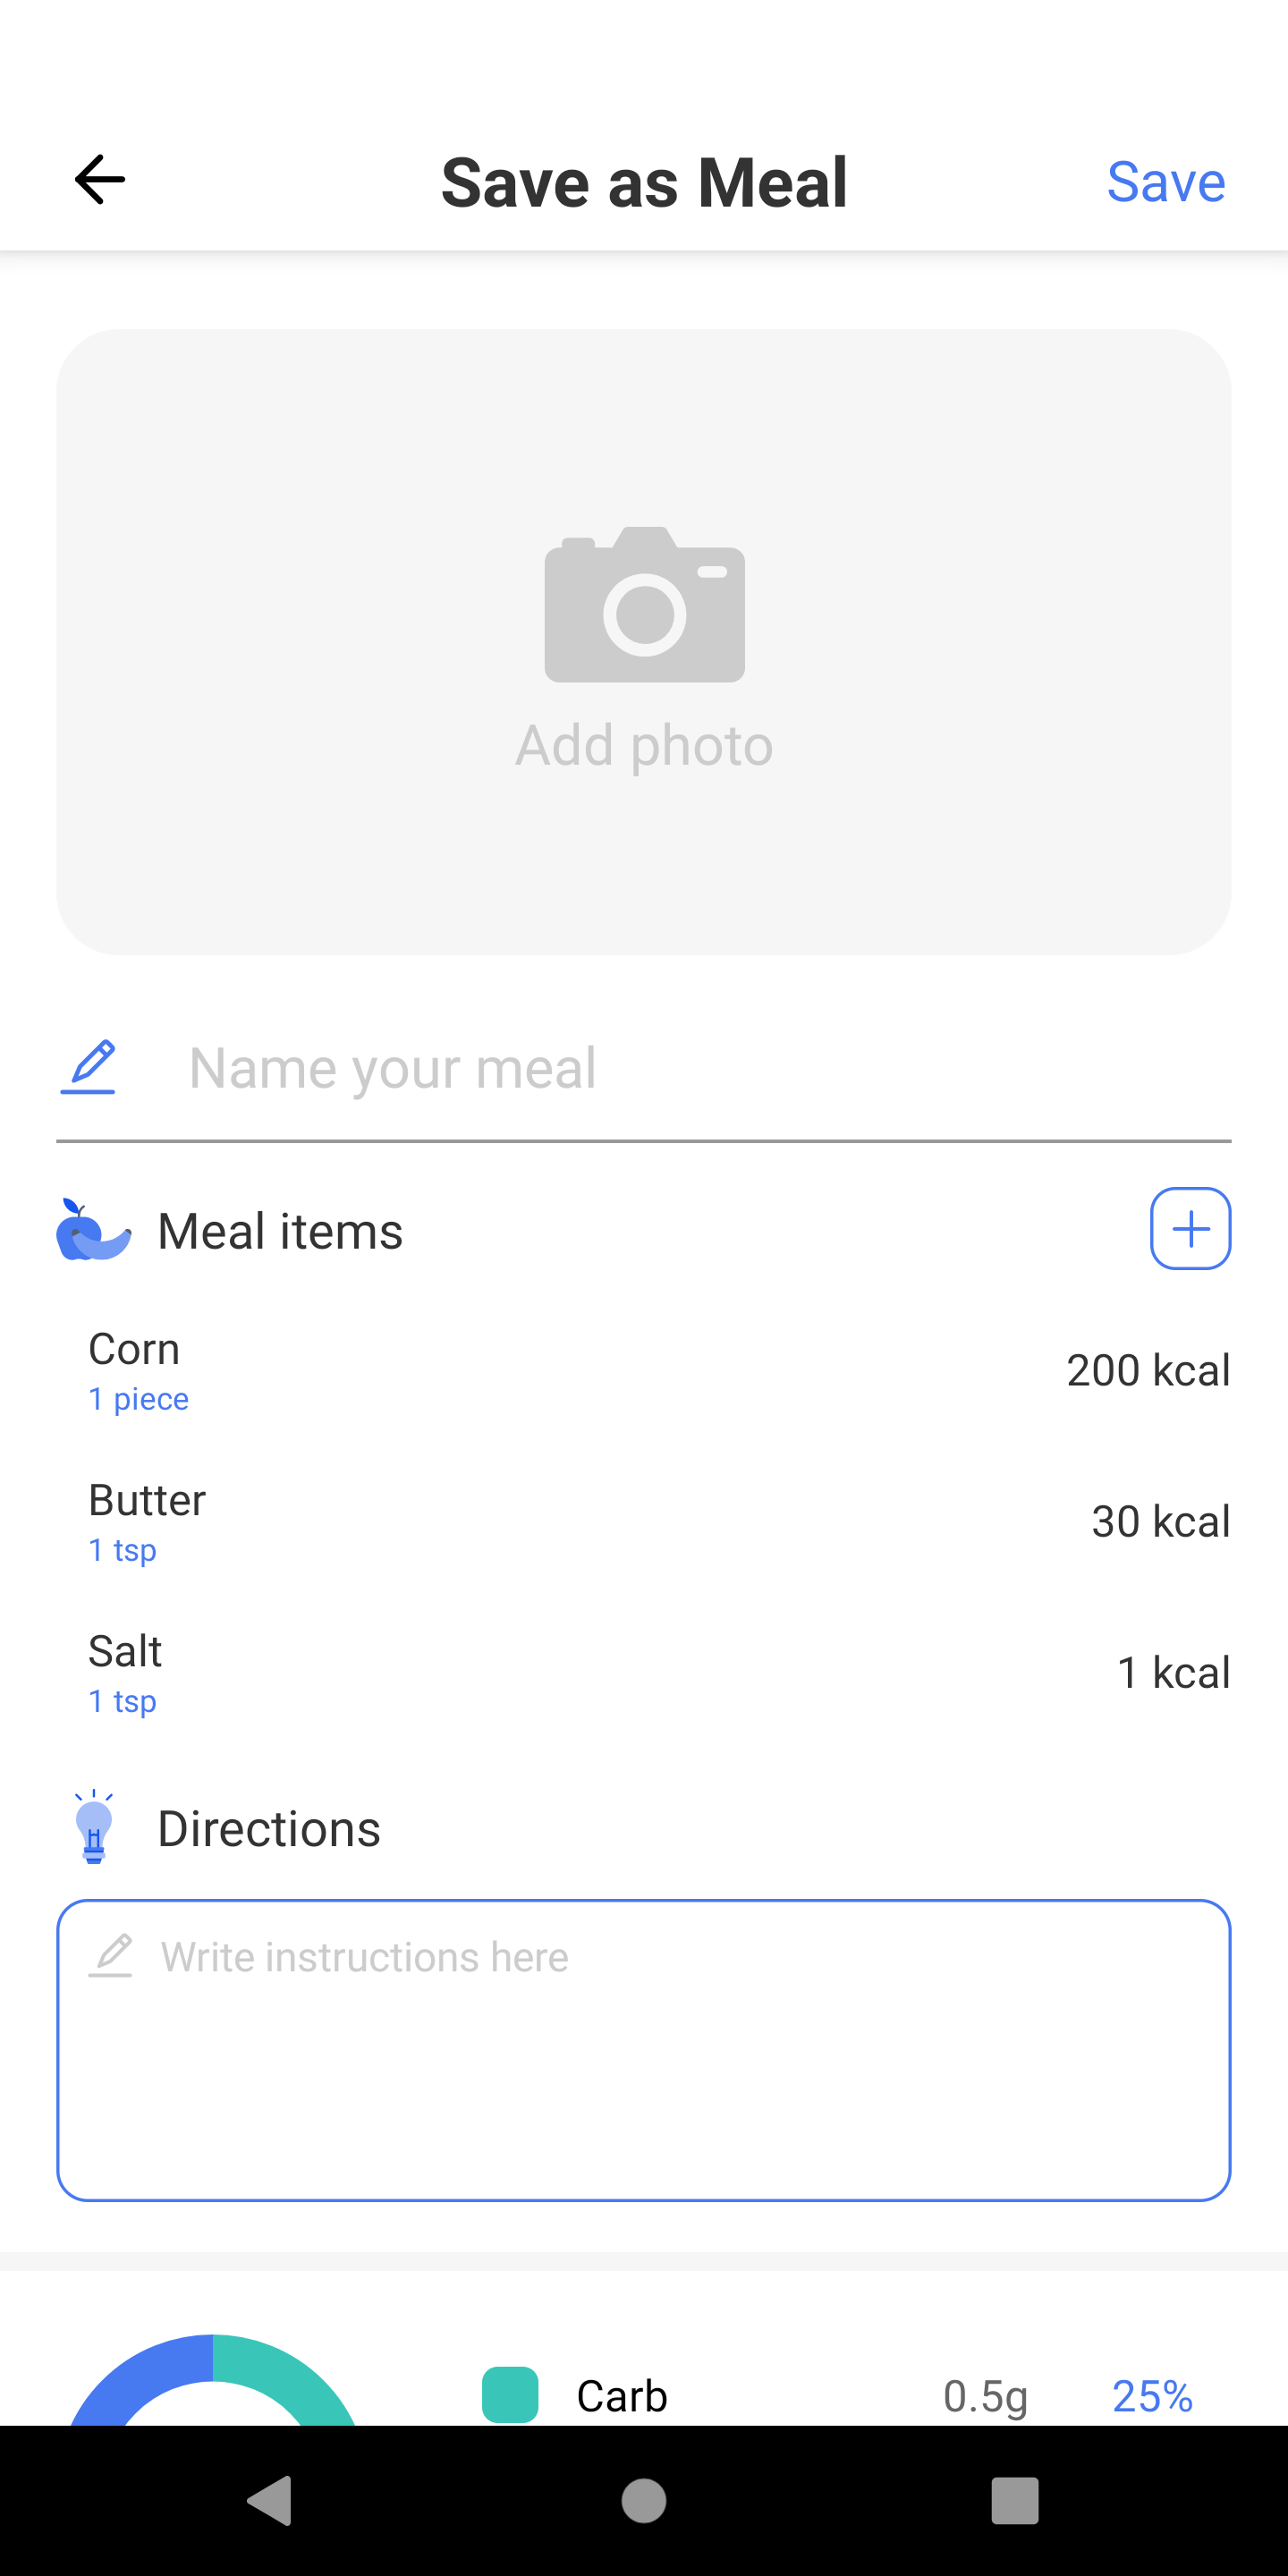 Save as Meal
Save
Add photo
Name your meal
Meal items
Corn
1 piece
200 kcal
Butter
1 tsp
30 kcal
Salt
1 tsp
1 kcal
Directions
Write instructions here
Carb 0.5g 25%